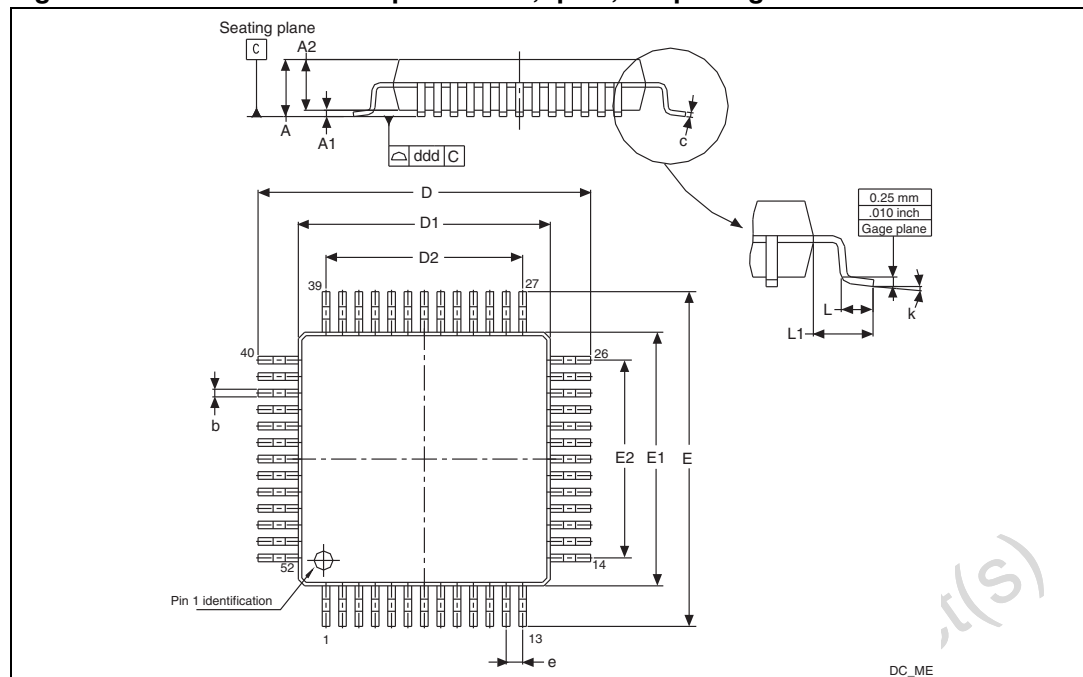 Seating plane
C
A2
A
A1
ddd C
c
D
D1
D2
0.25 mm
.010 inch
Gage plane
L
L1
k
39
27
40
26
b
E2
E1
E
52
14
Pin 1 identification
1
13
e
DC_ME